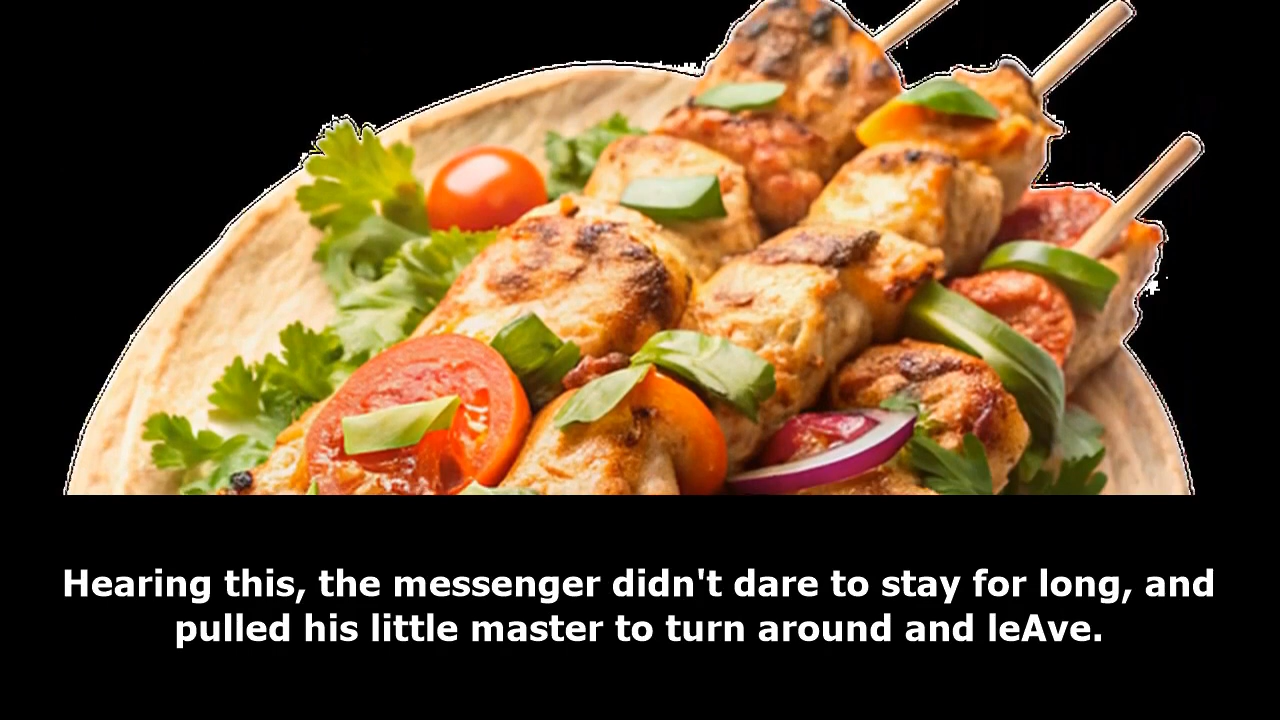 Hearing this, the messenger didn't dare to stay for long, and
pulled his little master to turn around and leAve.